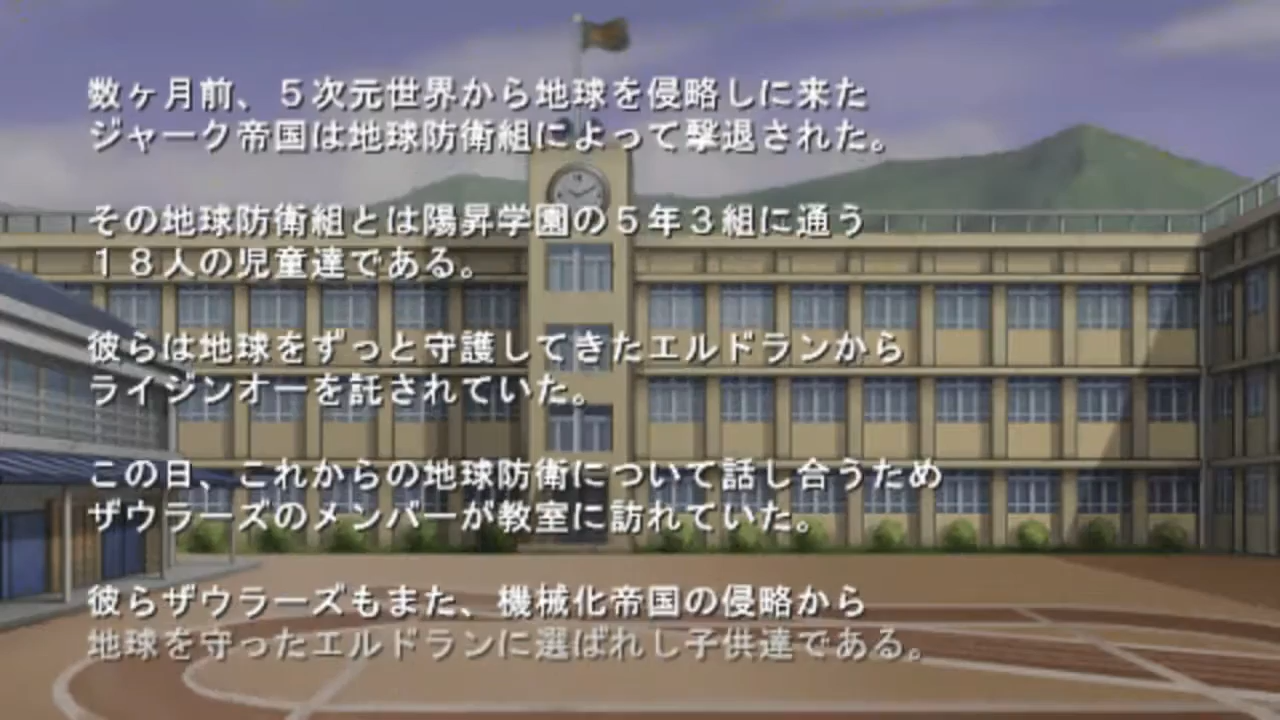 数ヶ月前、５次元世界から地球を侵略しに来た
ジャーク帝国は地球防衛組によって撃退された。
その地球防衛組とは陽昇学園の５年３組に通う
１８人の児童達である。
彼らは地球をずっと守護してきたエルドランから
ライジンオーを託されていた。
この日、これからの地球防衛について話し合うため
ザウラーズのメンバーが教室に訪れていた。
彼らザウラーズもまた、機械化帝国の侵略から
地球を守ったエルドランに選ばれし子供達である。